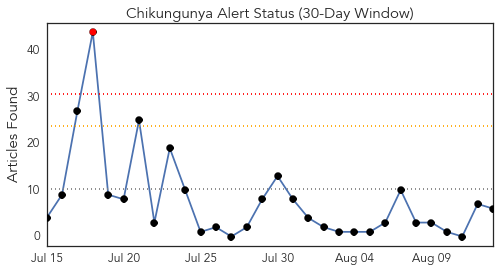 Chikungunya Alert Status (30-Day Window)
Articles Found
40
30
20
10
0
Jul 15
Jul 20
Jul 25
Jul 30
Aug 04
Aug 09